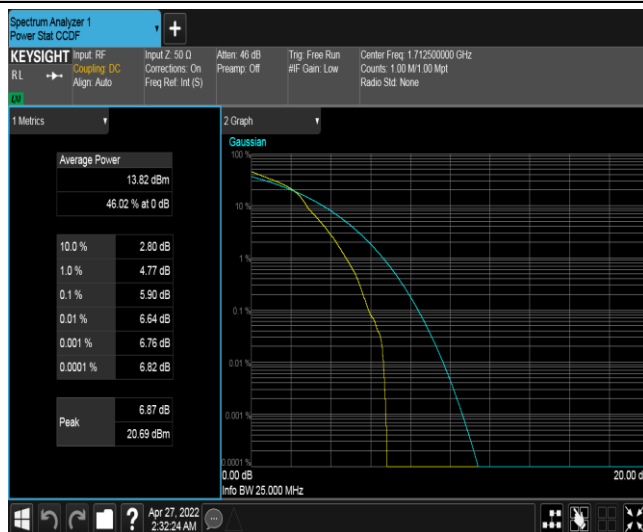 Spectrum Analyzer 1
Power Stat CCDF
+
KEYSIGHT
RL
LXI
Input: RF
Coupling: DC
Align: Auto
Input Z: 50 Ω
Corrections: On
Freq Ref: Int (S)
Atten: 46 dB
Preamp: Off
Trig: Free Run
#IF Gain: Low
Center Freq: 1.712500000 GHz
Counts: 1.00 M/1.00 Mpt
Radio Std: None
1 Metrics
Average Power
13.82 dBm
46.02 % at 0 dB
10.0 % 2.80 dB
1.0 % 4.77 dB
0.1 % 5.90 dB
0.01 % 6.64 dB
0.001 % 6.76 dB
0.0001 % 6.82 dB
Peak
6.87 dB
20.69 dBm
2 Graph
Gaussian
100 %
10 %
1 %
0.1 %
0.01 %
0.001 %
0.0001 %
0.00 dB
20.00 d
Info BW 25.000 MHz
?
Apr 27, 2022
2:32:24 AM